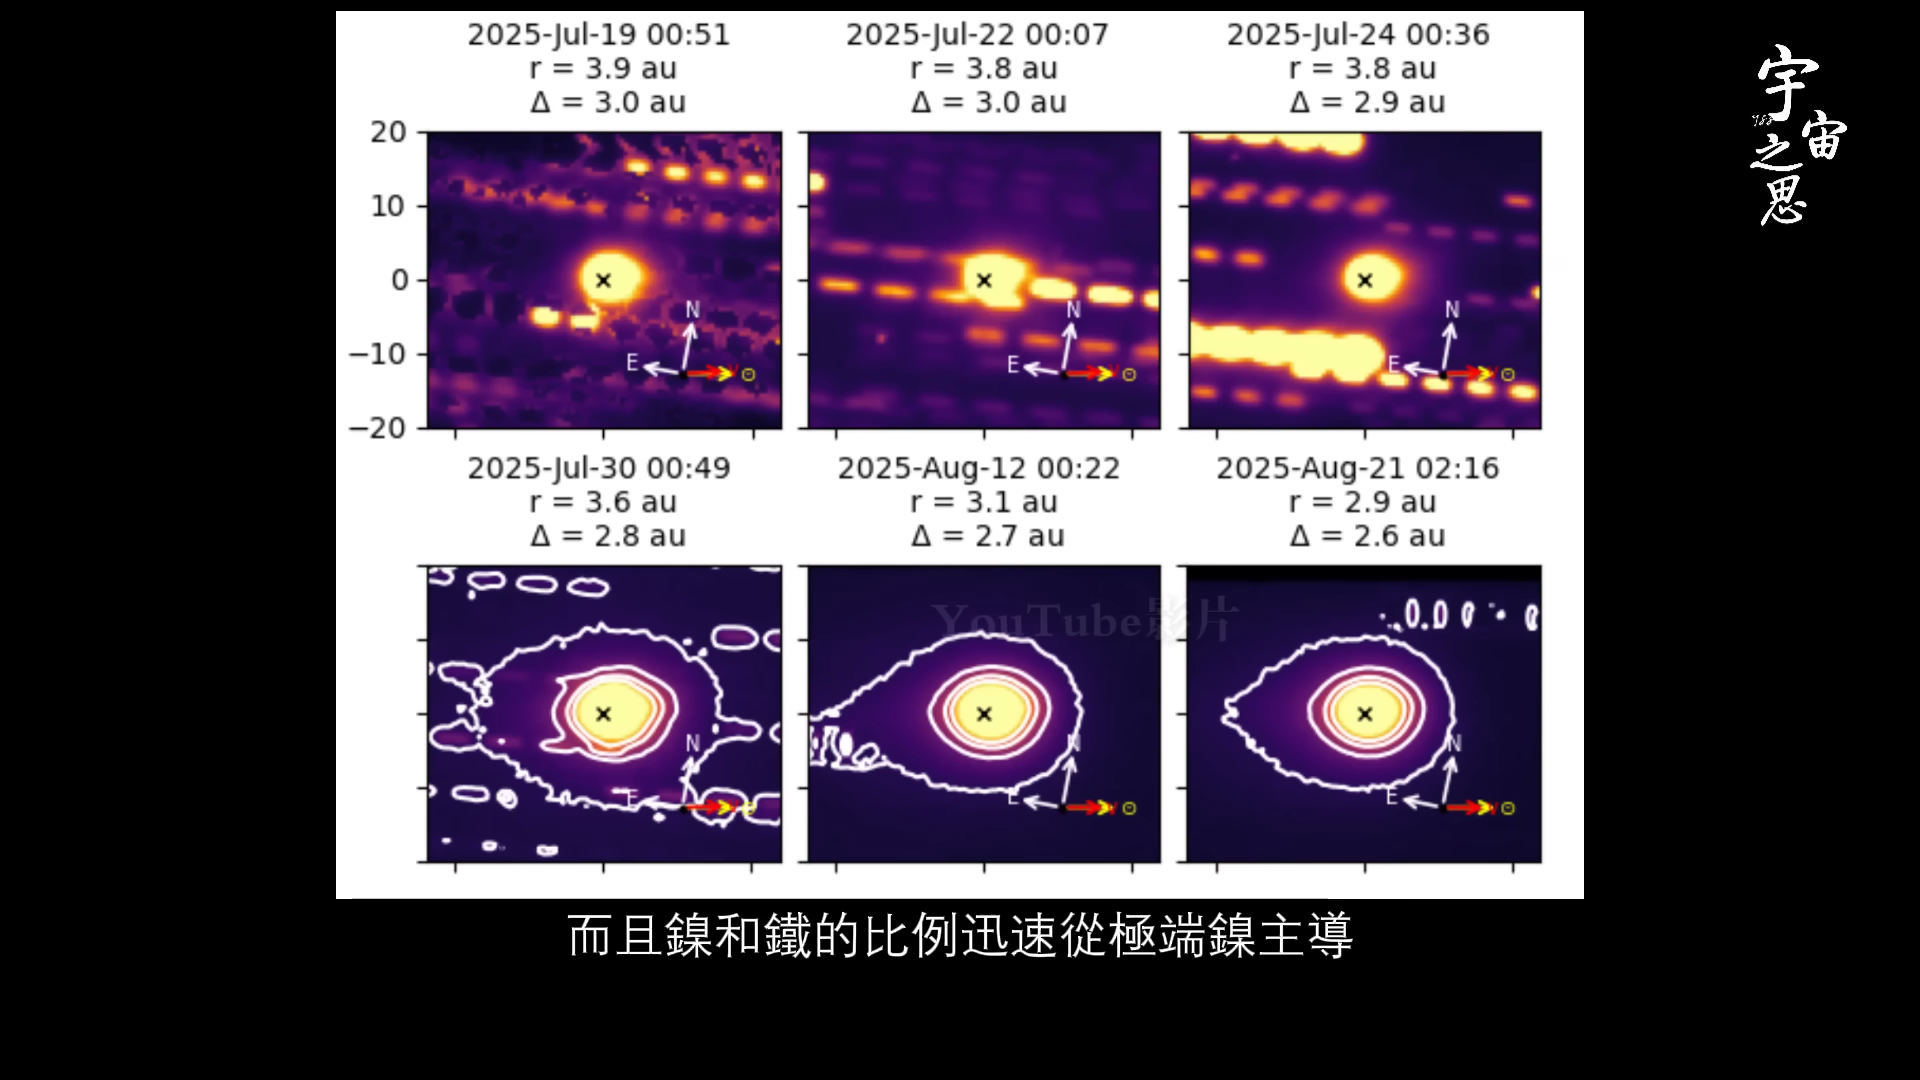 2025-Jul-19 00:51
r = 3.9 au
Δ = 3.0 au
2025-Jul-22 00:07
r = 3.8 au
Δ = 3.0 au
2025-Jul-24 00:36
r = 3.8 au
Δ = 2.9 au
20
10
0
−10
−20
N
E
N
E
N
E
2025-Jul-30 00:49
r = 3.6 au
Δ = 2.8 au
2025-Aug-12 00:22
r = 3.1 au
Δ = 2.7 au
2025-Aug-21 02:16
r = 2.9 au
Δ = 2.6 au
N
E
N
E
N
E
YouTube影片
宇宙之思
而且鎳和鐵的比例迅速從極端鎳主導